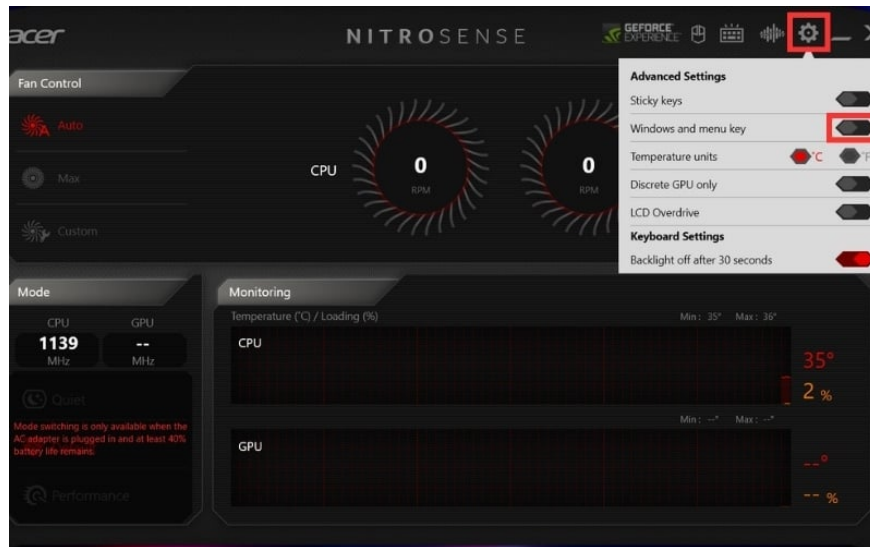 acer
NITROSENSE
GEFORCE
EXPERIENCE
Fan Control
Auto
Max
Custom
CPU
0
RPM
0
RPM
Advanced Settings
Sticky keys
Windows and menu key
Temperature units °C °F
Discrete GPU only
LCD Overdrive
Keyboard Settings
Backlight off after 30 seconds
Mode
CPU GPU
1139 --
MHz MHz
Quiet
Mode switching is only available when the
AC adapter is plugged in and at least 40%
battery life remains.
Performance
Monitoring
Temperature (°C) / Loading (%)
Min : 35° Max : 36°
CPU
35°
2 %
Min : --° Max : --°
GPU
--°
-- %